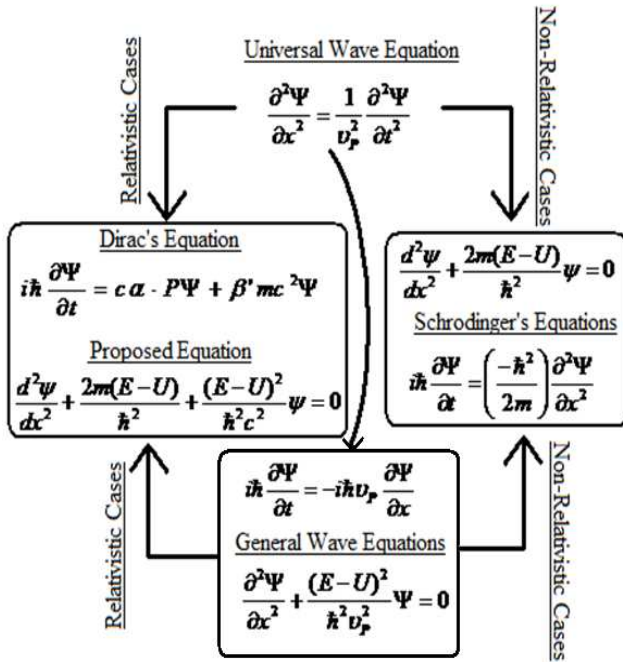 Universal Wave Equation
∂²Ψ/∂x² = 1/υ_P² ∂²Ψ/∂t²
Relativistic Cases
Non-Relativistic Cases
Dirac's Equation
iħ ∂Ψ/∂t = c α · PΨ + β' mc²Ψ
Proposed Equation
d²ψ/dx² + 2m(E−U)/ħ² + (E−U)²/ħ²c² ψ = 0
d²ψ/dx² + 2m(E−U)/ħ² ψ = 0
Schrodinger's Equations
iħ ∂Ψ/∂t = (−ħ²/2m) ∂²Ψ/∂x²
iħ ∂Ψ/∂t = −iħυ_P ∂Ψ/∂x
General Wave Equations
∂²Ψ/∂x² + (E−U)²/ħ²υ_P² Ψ = 0
Relativistic Cases
Non-Relativistic Cases